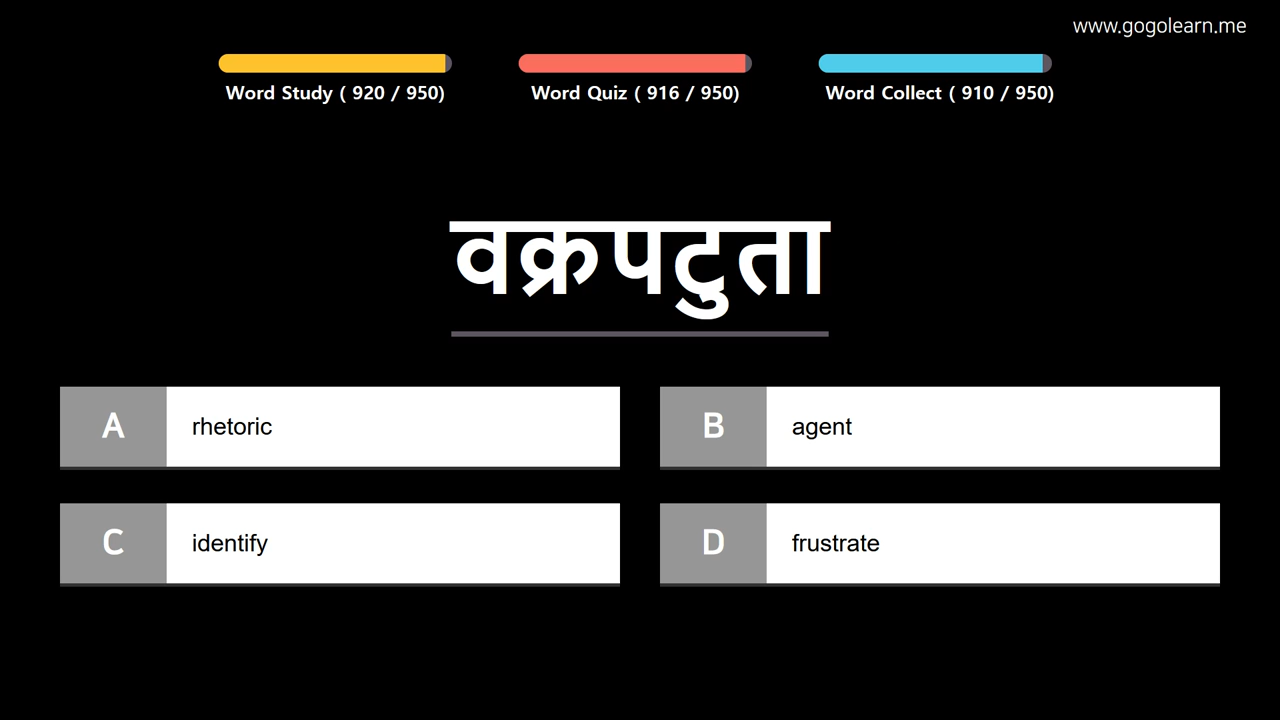 www.gogolearn.me
Word Study ( 920 / 950)
Word Quiz ( 916 / 950)
Word Collect ( 910 / 950)
वक्रपटुता
A rhetoric
B agent
C identify
D frustrate